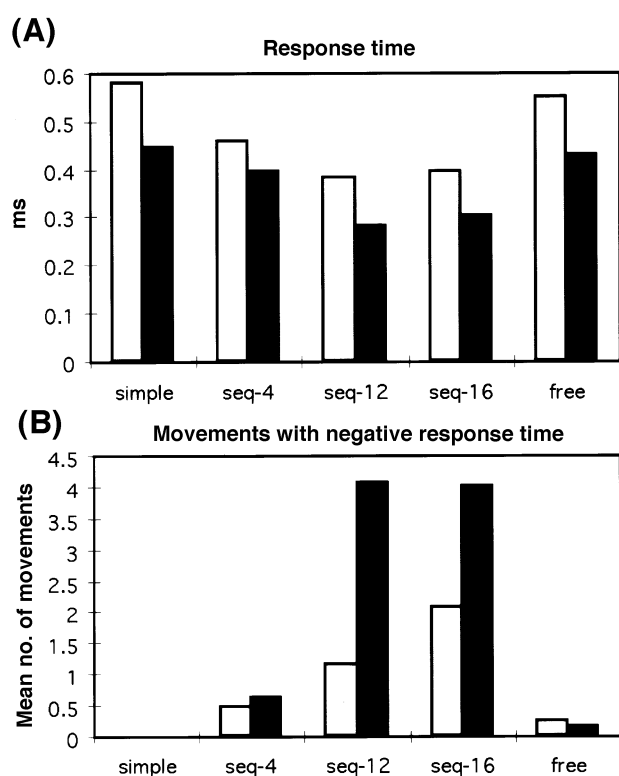 (A)
Response time
0.6
0.5
0.4
0.3
0.2
0.1
0
ms
simple seq-4 seq-12 seq-16 free
(B)
Movements with negative response time
4.5
4
3.5
3
2.5
2
1.5
1
0.5
0
Mean no. of movements
simple seq-4 seq-12 seq-16 free